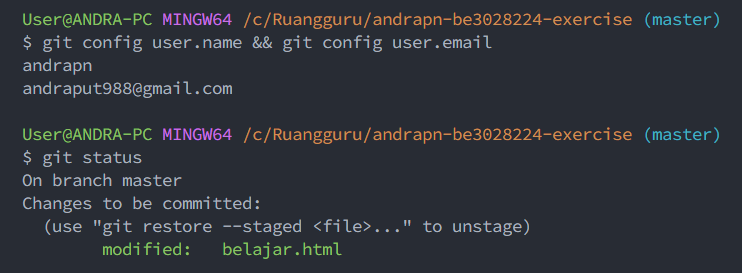 User@ANDRA-PC MINGW64 /c/Ruangguru/andrapn-be3028224-exercise (master)
$ git config user.name && git config user.email
andrapn
andraput988@gmail.com

User@ANDRA-PC MINGW64 /c/Ruangguru/andrapn-be3028224-exercise (master)
$ git status
On branch master
Changes to be committed:
  (use "git restore --staged <file>..." to unstage)
        modified:   belajar.html